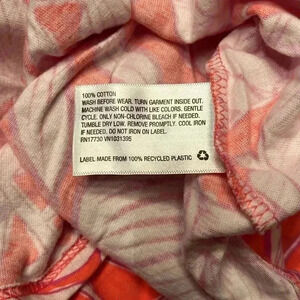 100% COTTON
WASH BEFORE WEAR. TURN GARMENT INSIDE OUT.
MACHINE WASH COLD WITH LIKE COLORS. GENTLE
CYCLE. ONLY NON-CHLORINE BLEACH IF NEEDED.
TUMBLE DRY LOW. REMOVE PROMPTLY. COOL IRON
IF NEEDED. DO NOT IRON ON LABEL.
RN17730 VN1031395
LABEL MADE FROM 100% RECYCLED PLASTIC